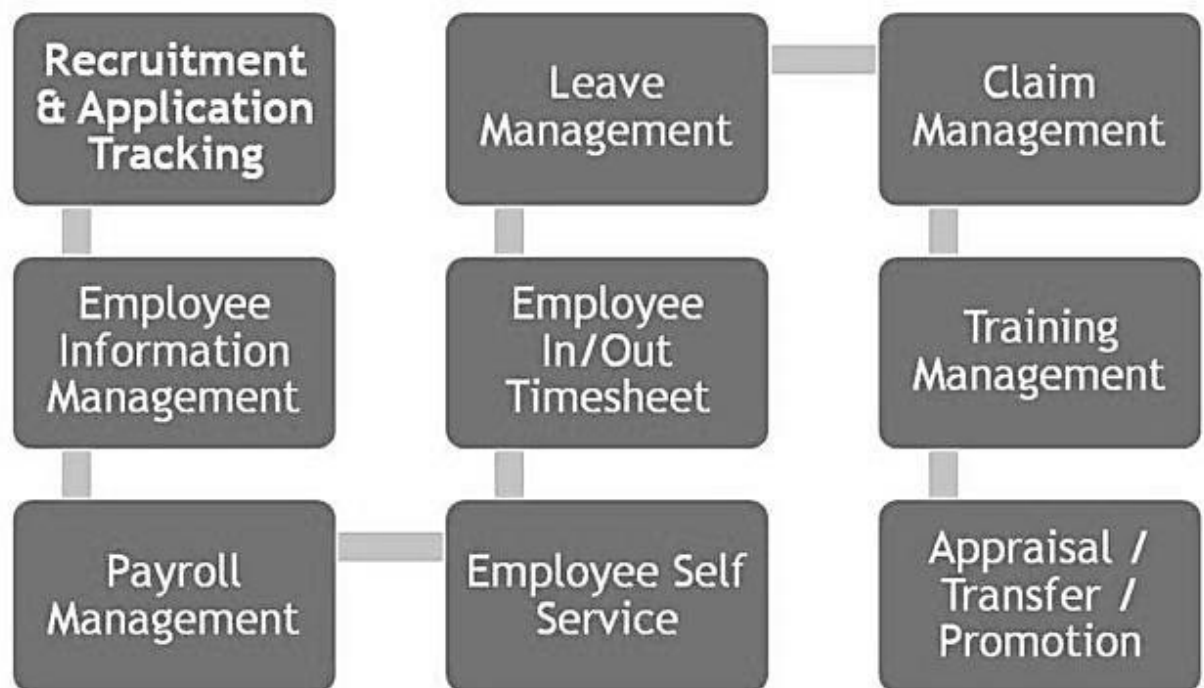 Recruitment
& Application
Tracking
Employee
Information
Management
Payroll
Management
Employee Self
Service
Employee
In/Out
Timesheet
Leave
Management
Claim
Management
Training
Management
Appraisal /
Transfer /
Promotion